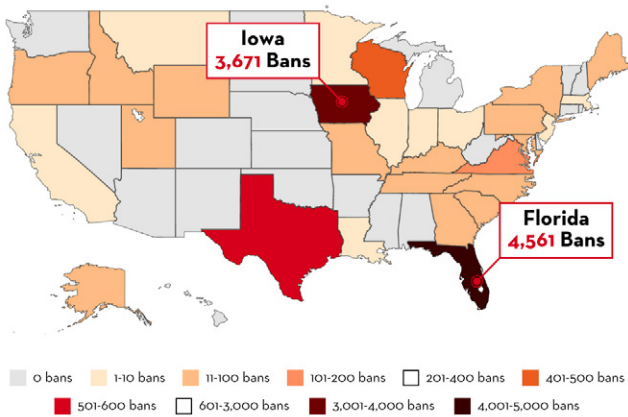 Iowa
3,671 Bans
Florida
4,561 Bans
0 bans
1-10 bans
11-100 bans
101-200 bans
201-400 bans
401-500 bans
501-600 bans
601-3,000 bans
3,001-4,000 bans
4,001-5,000 bans